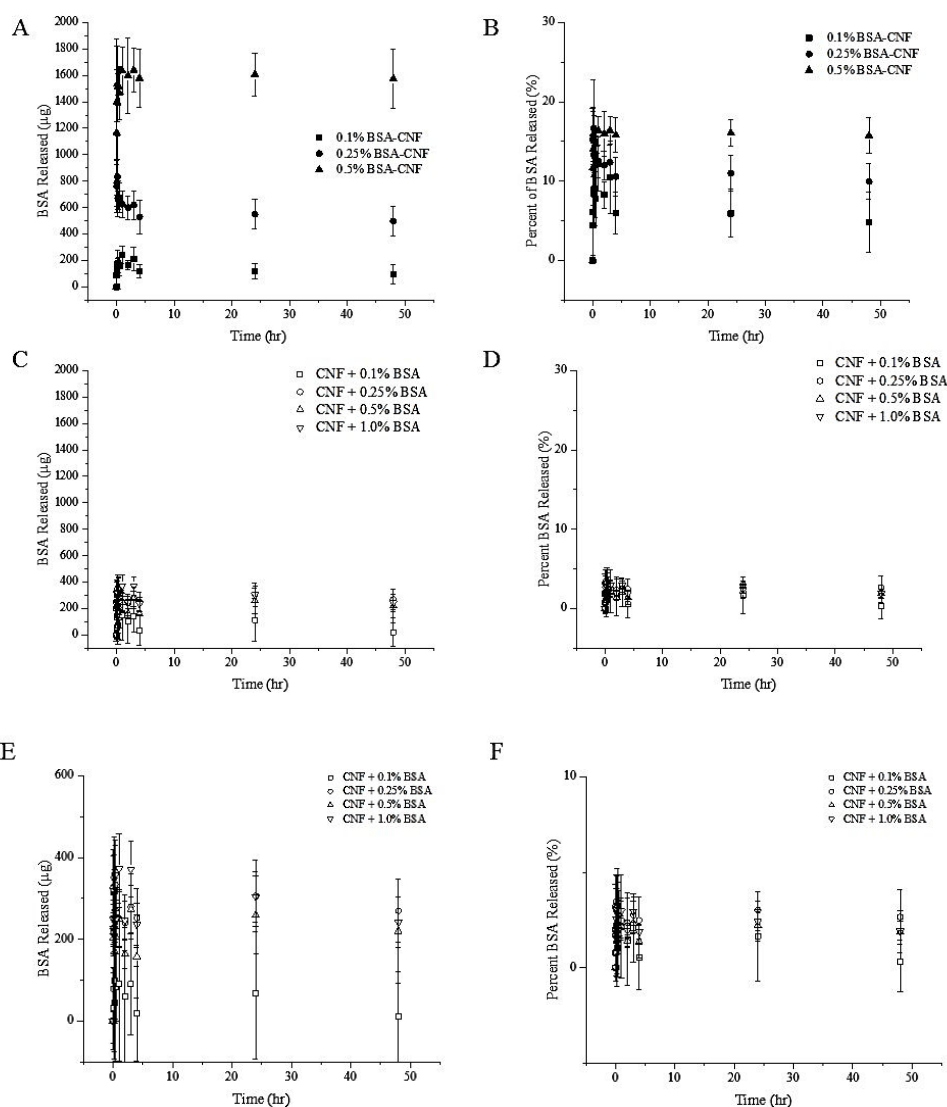 A
BSA Released (μg)
2000
1800
1600
1400
1200
1000
800
600
400
200
0
0.1% BSA-CNF
0.25% BSA-CNF
0.5% BSA-CNF
0 10 20 30 40 50
Time (hr)
B
Percent of BSA Released (%)
30
20
10
0
0.1% BSA-CNF
0.25% BSA-CNF
0.5% BSA-CNF
0 10 20 30 40 50
Time (hr)
C
BSA Released (μg)
2000
1800
1600
1400
1200
1000
800
600
400
200
0
CNF + 0.1% BSA
CNF + 0.25% BSA
CNF + 0.5% BSA
CNF + 1.0% BSA
0 10 20 30 40 50
Time (hr)
D
Percent BSA Released (%)
30
20
10
0
CNF + 0.1% BSA
CNF + 0.25% BSA
CNF + 0.5% BSA
CNF + 1.0% BSA
0 10 20 30 40 50
Time (hr)
E
BSA Released (μg)
600
400
200
0
CNF + 0.1% BSA
CNF + 0.25% BSA
CNF + 0.5% BSA
CNF + 1.0% BSA
0 10 20 30 40 50
Time (hr)
F
Percent BSA Released (%)
10
0
CNF + 0.1% BSA
CNF + 0.25% BSA
CNF + 0.5% BSA
CNF + 1.0% BSA
0 10 20 30 40 50
Time (hr)